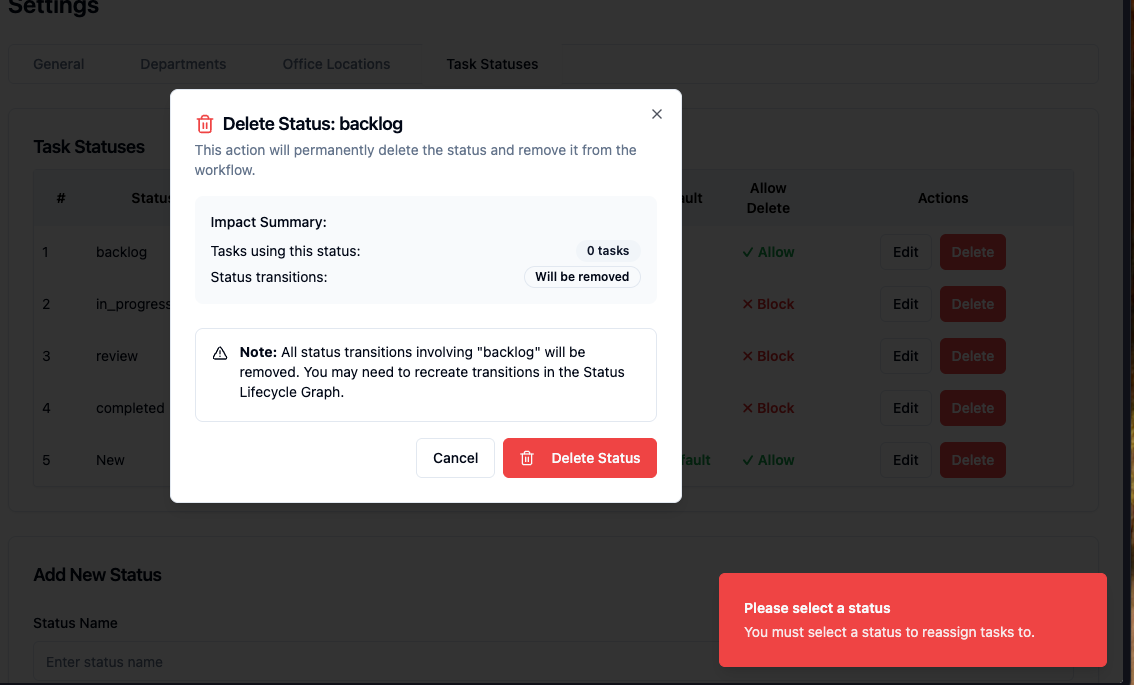 Settings
General Departments Office Locations Task Statuses
Delete Status: backlog
This action will permanently delete the status and remove it from the
workflow.
Impact Summary:
Tasks using this status: 0 tasks
Status transitions: Will be removed
Note: All status transitions involving "backlog" will be
removed. You may need to recreate transitions in the Status
Lifecycle Graph.
Cancel Delete Status
Task Statuses
# Allow
Delete Actions
1 backlog ✓ Allow Edit Delete
2 in_progress ✕ Block Edit Delete
3 review ✕ Block Edit Delete
4 completed ✕ Block Edit Delete
5 New ✓ Allow Edit Delete
Add New Status
Status Name
Enter status name
Please select a status
You must select a status to reassign tasks to.